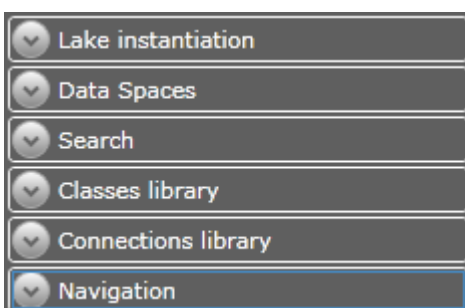 Lake instantiation
Data Spaces
Search
Classes library
Connections library
Navigation